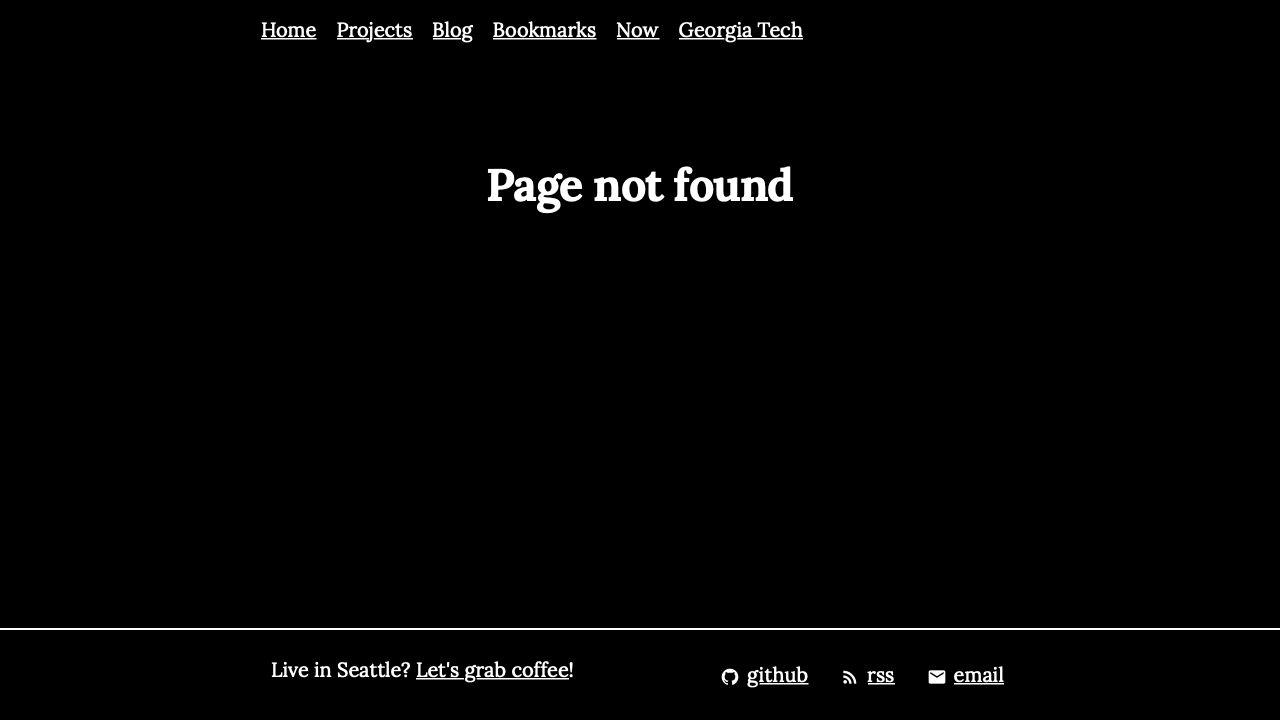 Home Projects Blog Bookmarks Now Georgia Tech
Page not found
Live in Seattle? Let's grab coffee!
github rss email